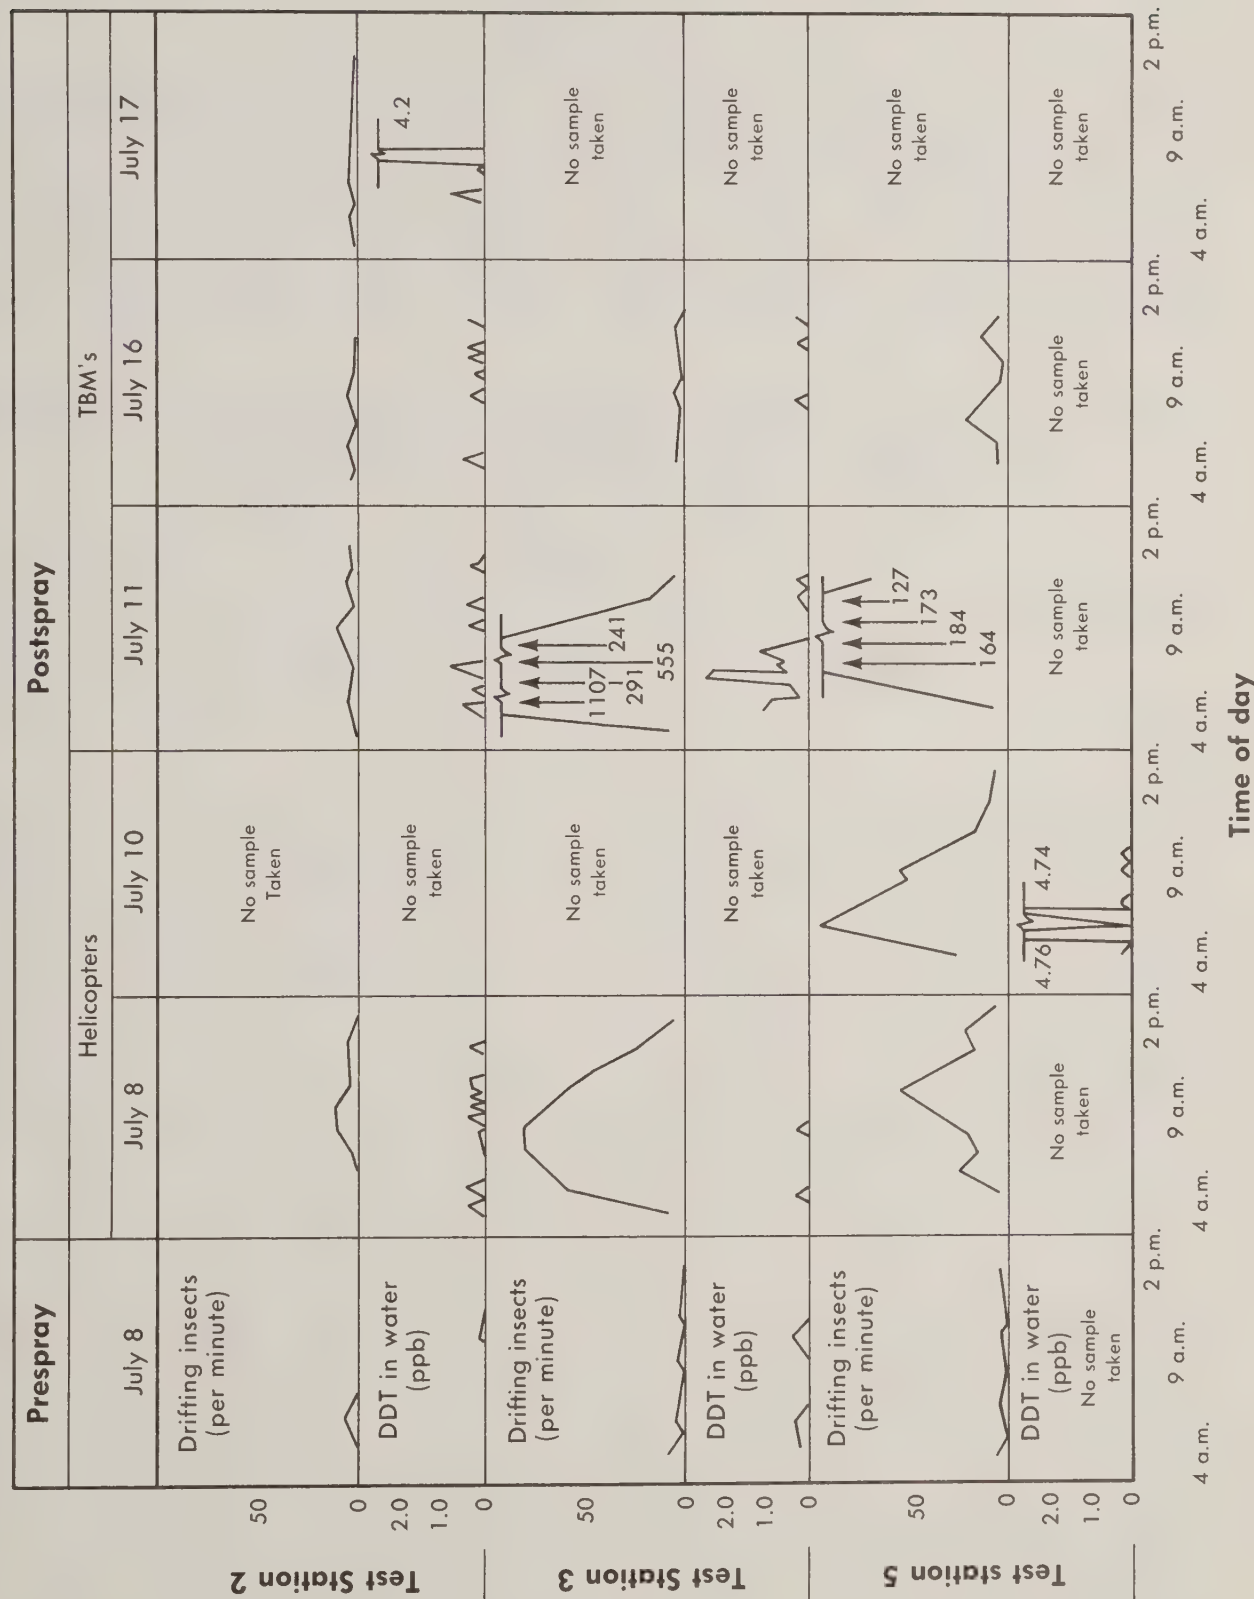 Prespray
Postspray
Helicopters
TBM's
July 8
July 8
July 10
July 11
July 16
July 17
Test Station 2
50
0
Drifting insects
(per minute)
No sample
Taken
2.0
1.0
0
DDT in water
(ppb)
No sample
taken
4.2
Test Station 3
50
0
Drifting insects
(per minute)
No sample
taken
1107
291
555
241
No sample
taken
2.0
1.0
0
DDT in water
(ppb)
No sample
taken
No sample
taken
Test station 5
50
0
Drifting insects
(per minute)
164
184
173
127
No sample
taken
2.0
1.0
0
DDT in water
(ppb)
No sample
taken
No sample
taken
4.76
4.74
No sample
taken
No sample
taken
No sample
taken
4 a.m.
9 a.m.
2 p.m.
4 a.m.
9 a.m.
2 p.m.
4 a.m.
9 a.m.
2 p.m.
4 a.m.
9 a.m.
2 p.m.
4 a.m.
9 a.m.
2 p.m.
4 a.m.
9 a.m.
2 p.m.
Time of day